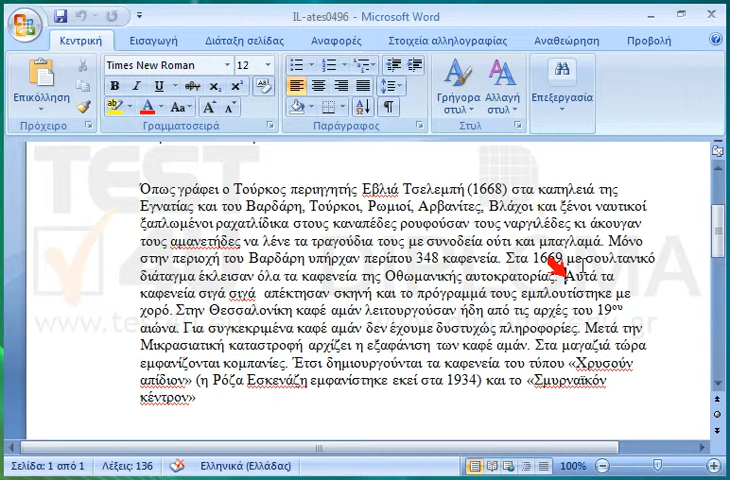 IL-ates0496 - Microsoft Word
Κεντρική Εισαγωγή Διάταξη σελίδας Αναφορές Στοιχεία αλληλογραφίας Αναθεώρηση Προβολή
Times New Roman 12
Επικόλληση
Γρήγορα στυλ
Αλλαγή στυλ
Επεξεργασία
Πρόχειρο Γραμματοσειρά Παράγραφος Στυλ
Όπως γράφει ο Τούρκος περιηγητής Εβλιά Τσελεμπή (1668) στα καπηλειά της
Εγνατίας και του Βαρδάρη, Τούρκοι, Ρωμιοί, Αρβανίτες, Βλάχοι και ξένοι ναυτικοί
ξαπλωμένοι ραχατλίδικα στους καναπέδες ρουφούσαν τους ναργιλέδες κι άκουγαν
τους αμανετήδες να λένε τα τραγούδια τους με συνοδεία ούτι και μπαγλαμά. Μόνο
στην περιοχή του Βαρδάρη υπήρχαν περίπου 348 καφενεία. Στα 1669 με σουλτανικό
διάταγμα έκλεισαν όλα τα καφενεία της Οθωμανικής αυτοκρατορίας. Αυτά τα
καφενεία σιγά σιγά απέκτησαν σκηνή και το πρόγραμμά τους εμπλουτίστηκε με
χορό. Στην Θεσσαλονίκη καφέ αμάν λειτουργούσαν ήδη από τις αρχές του 19ου
αιώνα. Για συγκεκριμένα καφέ αμάν δεν έχουμε δυστυχώς πληροφορίες. Μετά την
Μικρασιατική καταστροφή αρχίζει η εξαφάνιση των καφέ αμάν. Στα μαγαζιά τώρα
εμφανίζονται κομπανίες. Έτσι δημιουργούνται τα καφενεία του τύπου «Χρυσούν
απίδιον» (η Ρόζα Εσκενάζη εμφανίστηκε εκεί στα 1934) και το «Σμυρναϊκόν
κέντρον»
Σελίδα: 1 από 1 Λέξεις: 136 Ελληνικά (Ελλάδας) 100%